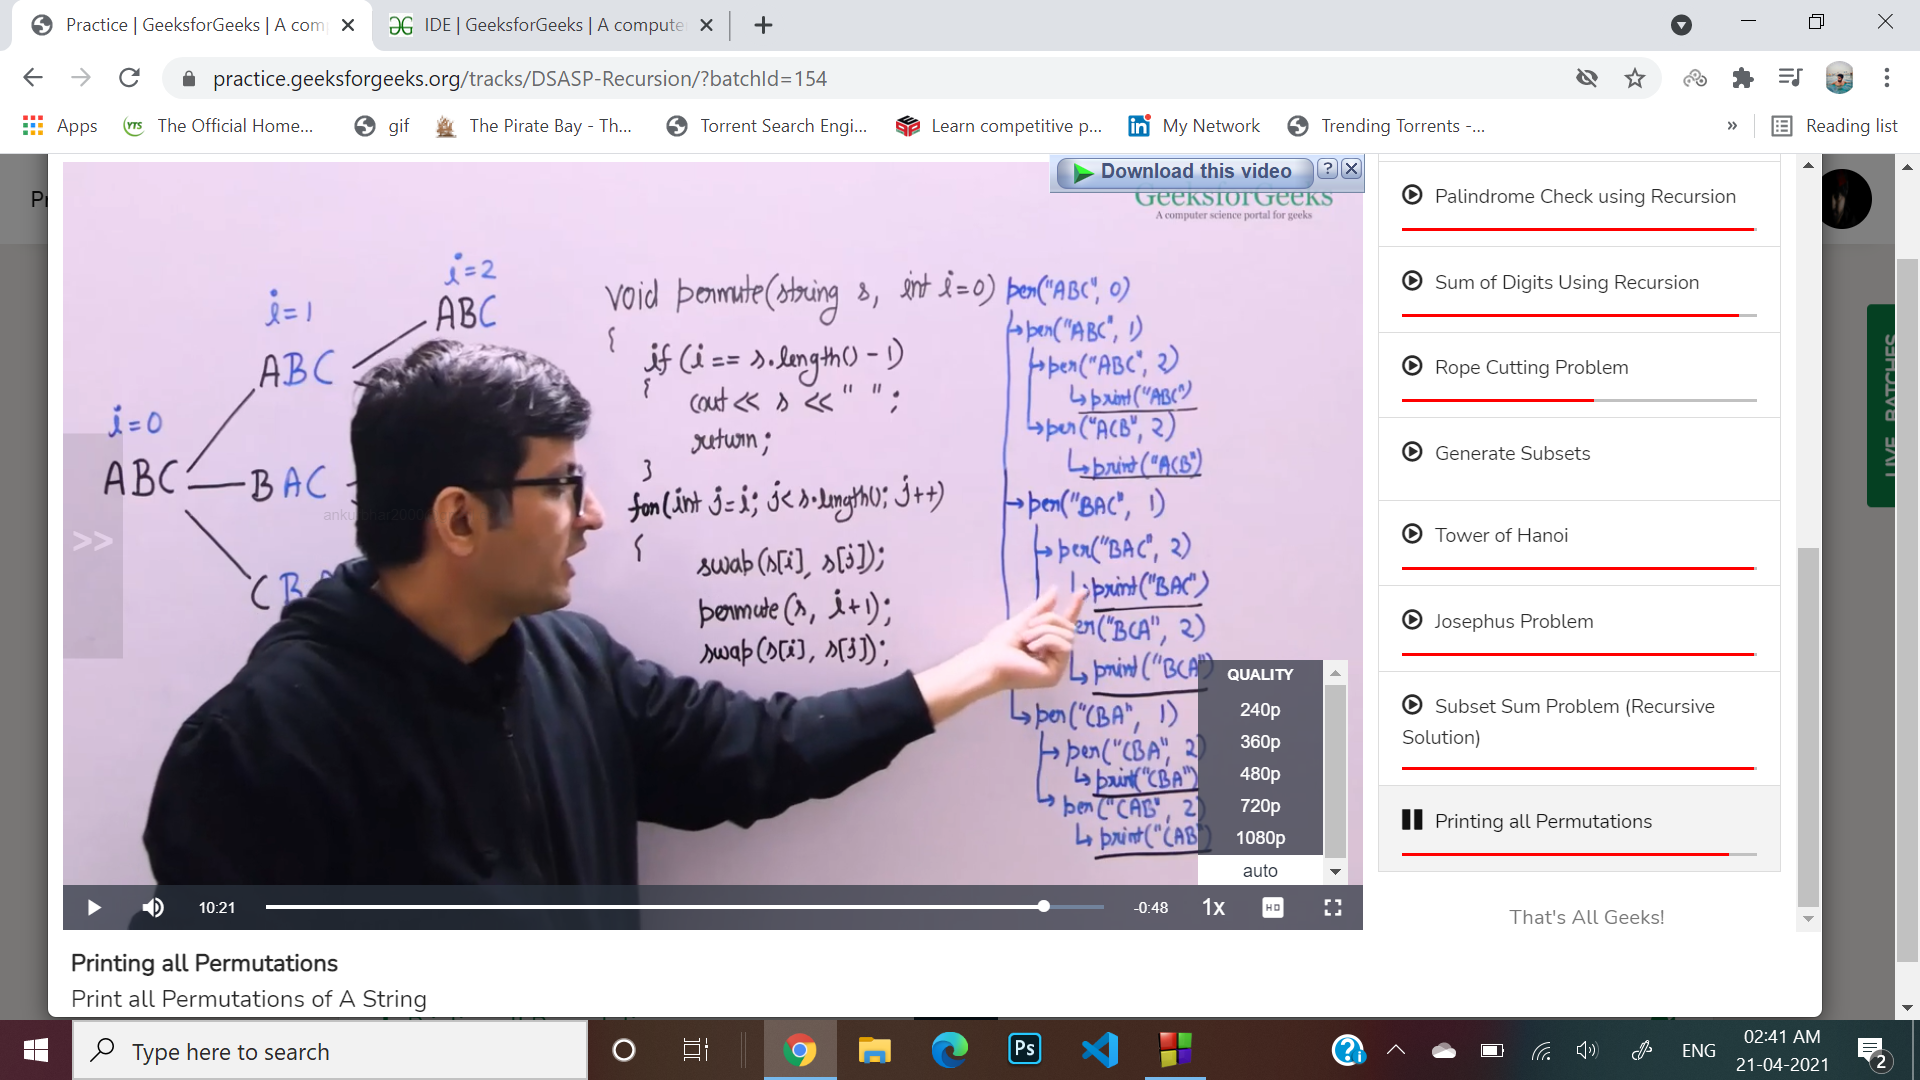 Practice | GeeksforGeeks | A com
IDE | GeeksforGeeks | A compute
practice.geeksforgeeks.org/tracks/DSASP-Recursion/?batchId=154
Apps
The Official Home...
gif
The Pirate Bay - Th...
Torrent Search Engi...
Learn competitive p...
My Network
Trending Torrents -...
»
Reading list
Download this video
?
GeeksforGeeks
A computer science portal for geeks
i=0
ABC
i=1
ABC
BAC
C B
i=2
ABC
>>
void permute(string s, int i=0)
{
if (i == s.length() - 1)
{
cout << s << " ";
return;
}
for(int j=i; j<s.length(); j++)
{
swap(s[i], s[j]);
permute(s, i+1);
swap(s[i], s[j]);
per("ABC", 0)
per("ABC", 1)
per("ABC", 2)
print("ABC")
per("ACB", 2)
print("ACB")
per("BAC", 1)
per("BAC", 2)
print("BAC")
er("BCA", 2)
print("BCA")
per("CBA", 1)
per("CBA", 2)
print("CBA")
per("CAB", 2)
print("CAB")
QUALITY
240p
360p
480p
720p
1080p
auto
10:21
-0:48
1x
HD
Palindrome Check using Recursion
Sum of Digits Using Recursion
Rope Cutting Problem
Generate Subsets
Tower of Hanoi
Josephus Problem
Subset Sum Problem (Recursive
Solution)
Printing all Permutations
That's All Geeks!
LIVE BATCHES
Printing all Permutations
Print all Permutations of A String
Type here to search
Ps
ENG
02:41 AM
21-04-2021
2